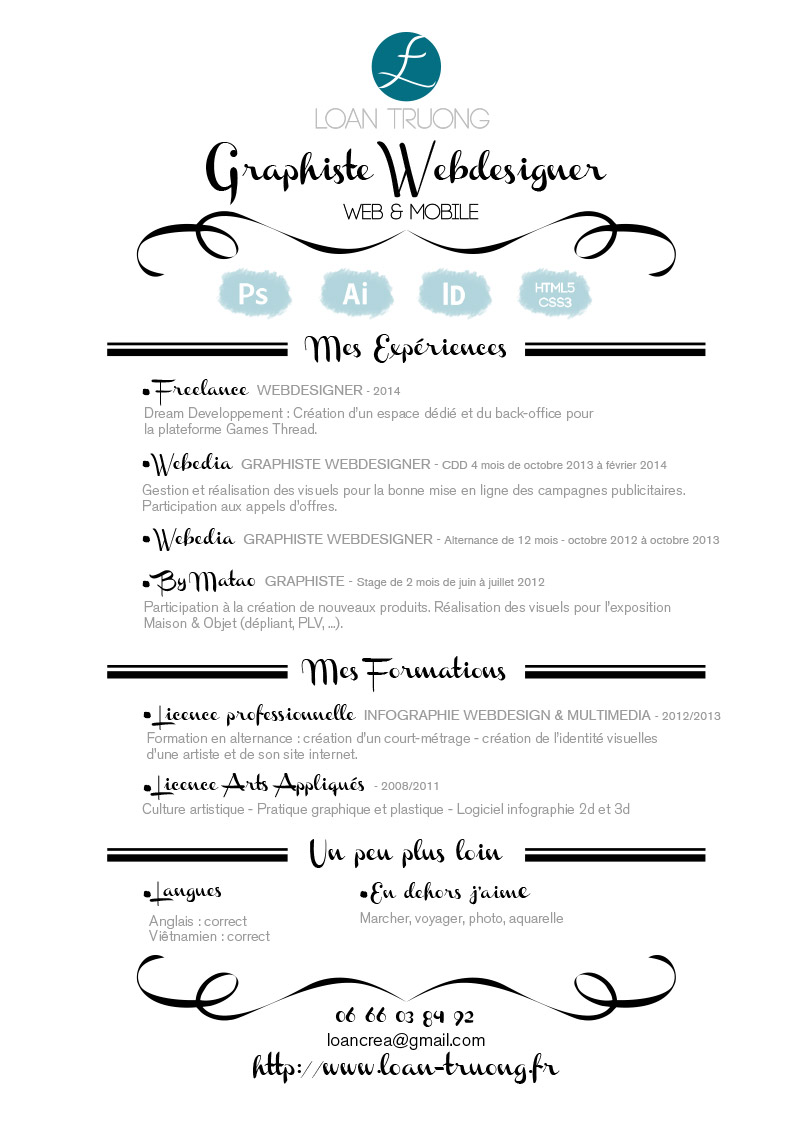 LOAN TRUONG
Graphiste Webdesigner
WEB & MOBILE
Ps Ai ID HTML5
CSS3
Mes Expériences
•Freelance WEBDESIGNER - 2014
Dream Developpement : Création d'un espace dédié et du back-office pour
la plateforme Games Thread.
•Webedia GRAPHISTE WEBDESIGNER - CDD 4 mois de octobre 2013 à février 2014
Gestion et réalisation des visuels pour la bonne mise en ligne des campagnes publicitaires.
Participation aux appels d'offres.
•Webedia GRAPHISTE WEBDESIGNER - Alternance de 12 mois - octobre 2012 à octobre 2013
•By Matao GRAPHISTE - Stage de 2 mois de juin à juillet 2012
Participation à la création de nouveaux produits. Réalisation des visuels pour l'exposition
Maison & Objet (dépliant, PLV, ...).
Mes Formations
•Licence professionnelle INFOGRAPHIE WEBDESIGN & MULTIMEDIA - 2012/2013
Formation en alternance : création d'un court-métrage - création de l'identité visuelles
d'une artiste et de son site internet.
•Licence Arts Appliqués - 2008/2011
Culture artistique - Pratique graphique et plastique - Logiciel infographie 2d et 3d
Un peu plus loin
•Langues
Anglais : correct
Viêtnamien : correct
•En dehors j'aime
Marcher, voyager, photo, aquarelle
06 66 03 84 92
loancrea@gmail.com
http://www.loan-truong.fr